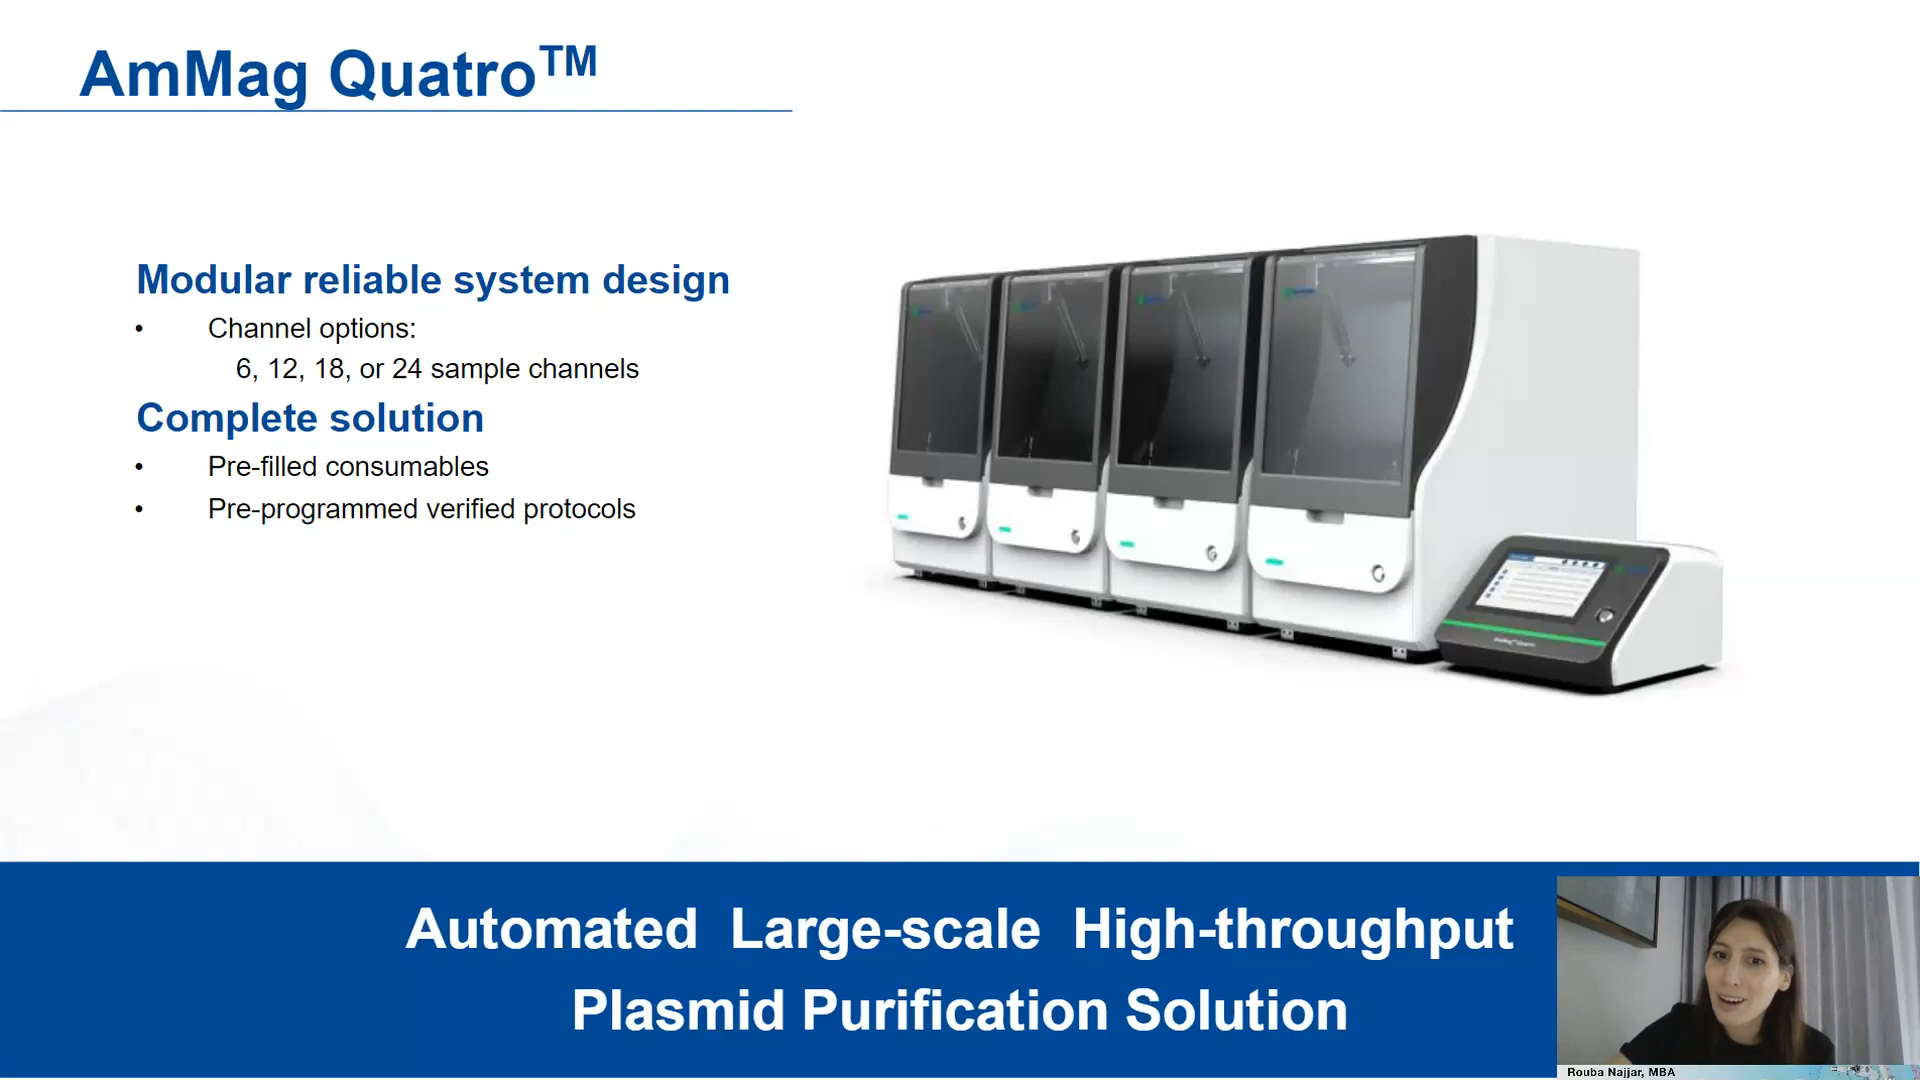 AmMag Quatro™
Modular reliable system design
• Channel options:
6, 12, 18, or 24 sample channels
Complete solution
• Pre-filled consumables
• Pre-programmed verified protocols
Automated Large-scale High-throughput
Plasmid Purification Solution
Rouba Najjar, MBA